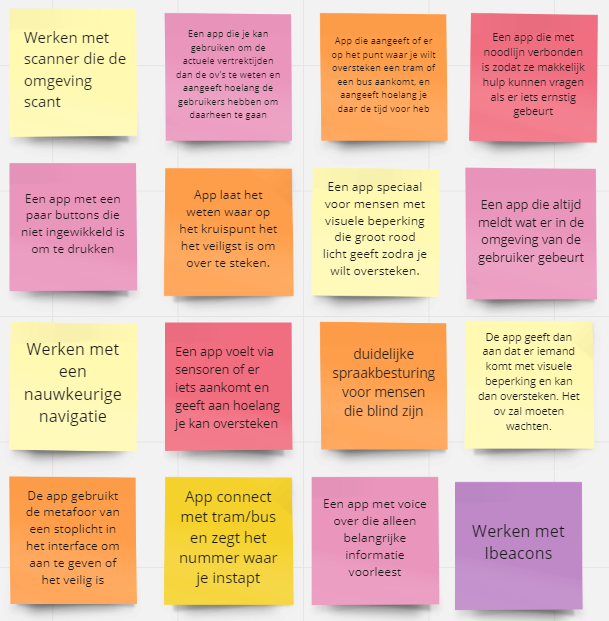 Werken met
scanner die de
omgeving
scant
Een app die je kan
gebruiken om de
actuele vertrektijden
dan de ov's te weten en
aangeeft hoelang de
gebruikers hebben om
daarheen te gaan
App die aangeeft of er
op het punt waar je wilt
oversteken een tram of
een bus aankomt, en
aangeeft hoelang je
daar de tijd voor heb
Een app die met
noodlijn verbonden
is zodat ze makkelijk
hulp kunnen vragen
als er iets ernstig
gebeurt
Een app met een
paar buttons die
niet ingewikkeld is
om te drukken
App laat het
weten waar op
het kruispunt het
het veiligst is om
over te steken.
Een app speciaal
voor mensen met
visuele beperking
die groot rood
licht geeft zodra je
wilt oversteken.
Een app die altijd
meldt wat er in de
omgeving van de
gebruiker gebeurt
Werken met
een
nauwkeurige
navigatie
Een app voelt via
sensoren of er
iets aankomt en
geeft aan hoelang
je kan oversteken
duidelijke
spraakbesturing
voor mensen
die blind zijn
De app geeft dan
aan dat er iemand
komt met visuele
beperking en kan
dan oversteken. Het
ov zal moeten
wachten.
De app gebruikt
de metafoor van
een stoplicht in
het interface om
aan te geven of
het veilig is
App connect
met tram/bus
en zegt het
nummer waar
je instapt
Een app met voice
over die alleen
belangrijke
informatie
voorleest
Werken met
Ibeacons